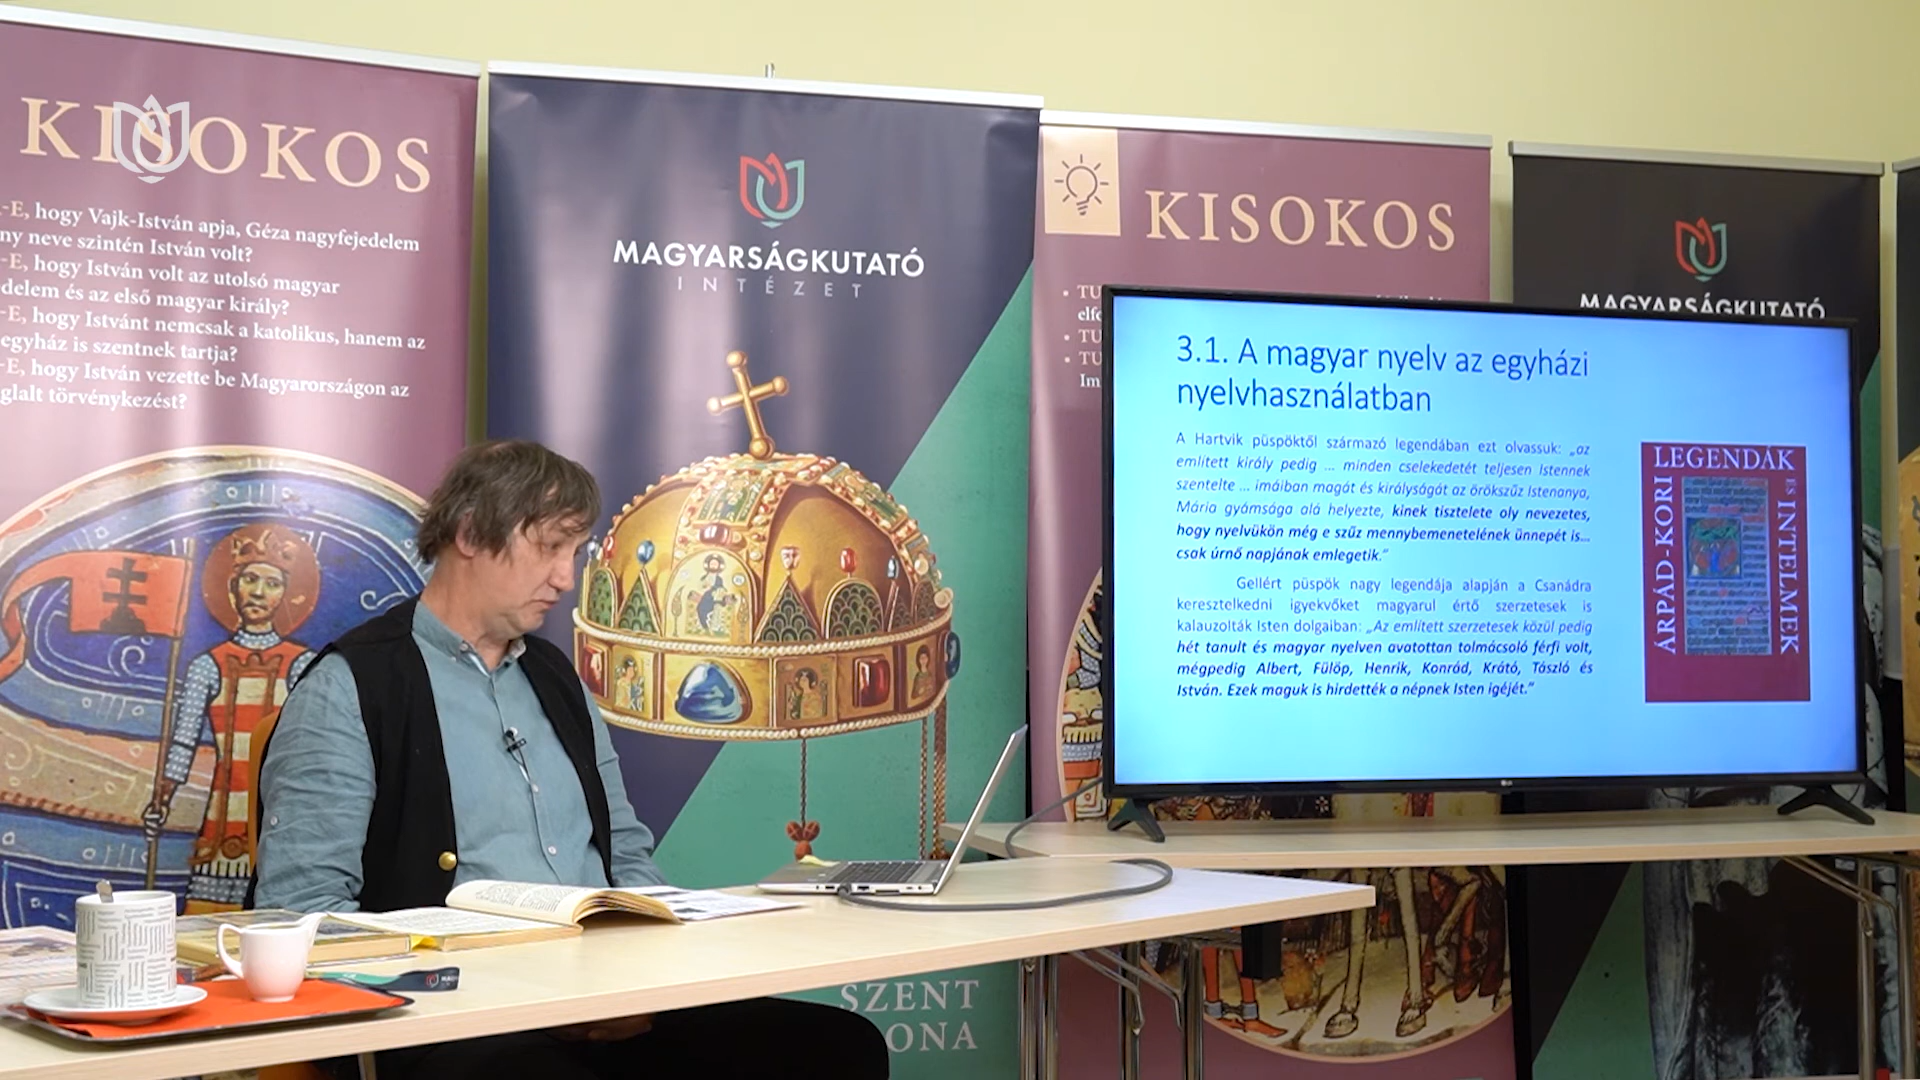 KISOKOS
-E, hogy Vajk-István apja, Géza nagyfejedelem
ny neve szintén István volt?
-E, hogy István volt az utolsó magyar
delem és az első magyar király?
-E, hogy Istvánt nemcsak a katolikus, hanem az
egyház is szentnek tartja?
-E, hogy István vezette be Magyarországon az
glalt törvénykezést?
MAGYARSÁGKUTATÓ
INTÉZET
SZENT
ONA
KISOKOS
TU
elfo
TU
TU
Im
MAGYARSÁGKUTATÓ
3.1. A magyar nyelv az egyházi
nyelvhasználatban
A Hartvik püspöktől származó legendában ezt olvassuk: „az
említett király pedig ... minden cselekedetét teljesen Istennek
szentelte ... imáiban magát és királyságát az örökszűz Istenanya,
Mária gyámsága alá helyezte, kinek tisztelete oly nevezetes,
hogy nyelvükön még e szűz mennybemenetelének ünnepét is...
csak úrnő napjának emlegetik.”
Gellért püspök nagy legendája alapján a Csanádra
keresztelkedni igyekvőket magyarul értő szerzetesek is
kalauzolták Isten dolgaiban: „Az említett szerzetesek közül pedig
hét tanult és magyar nyelven avatottan tolmácsoló férfi volt,
mégpedig Albert, Fülöp, Henrik, Konrád, Krátó, Tászló és
István. Ezek maguk is hirdették a népnek Isten igéjét.”
ÁRPÁD-KORI
LEGENDÁK
ÉS INTELMEK
LG